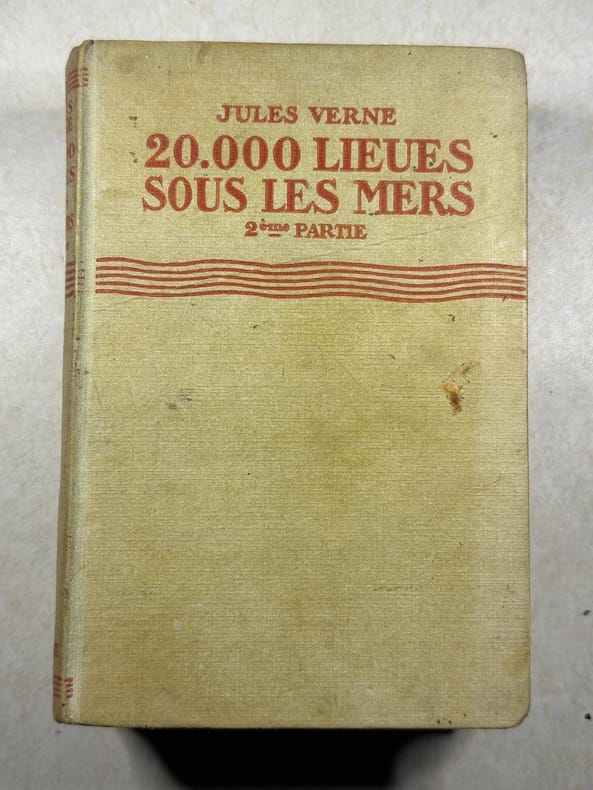 JULES VERNE
20.000 LIEUES
SOUS LES MERS
2ème PARTIE